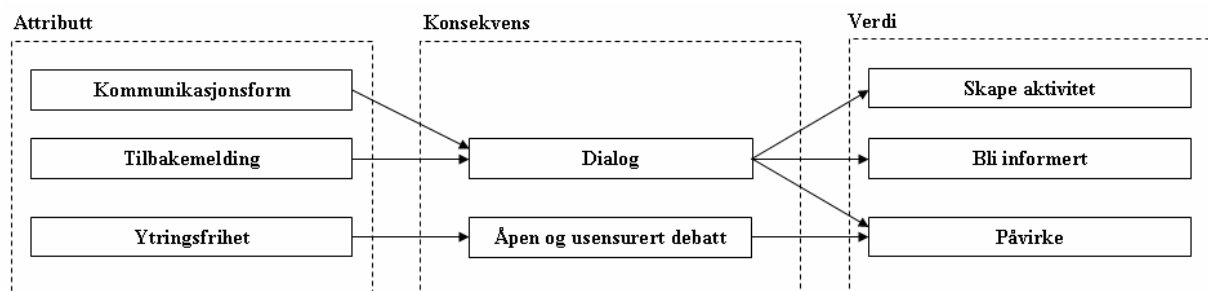 Attributt
Konsekvens
Verdi
Kommunikasjonsform
Skape aktivitet
Tilbakemelding
Dialog
Bli informert
Ytringsfrihet
Åpen og usensurert debatt
Påvirke